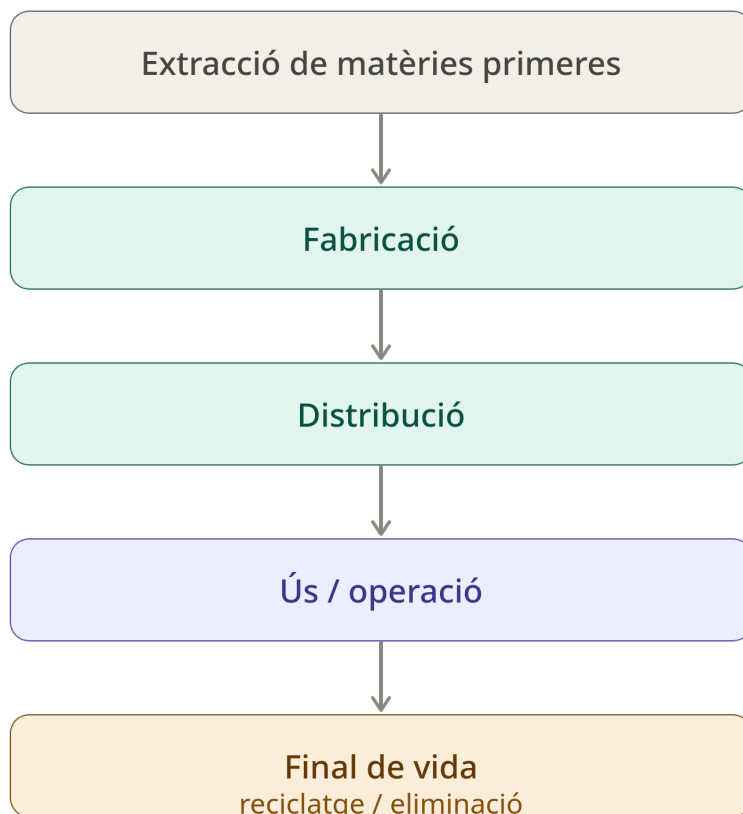 Extracció de matèries primeres
Fabricació
Distribució
Ús / operació
Final de vida
reciclatge / eliminació